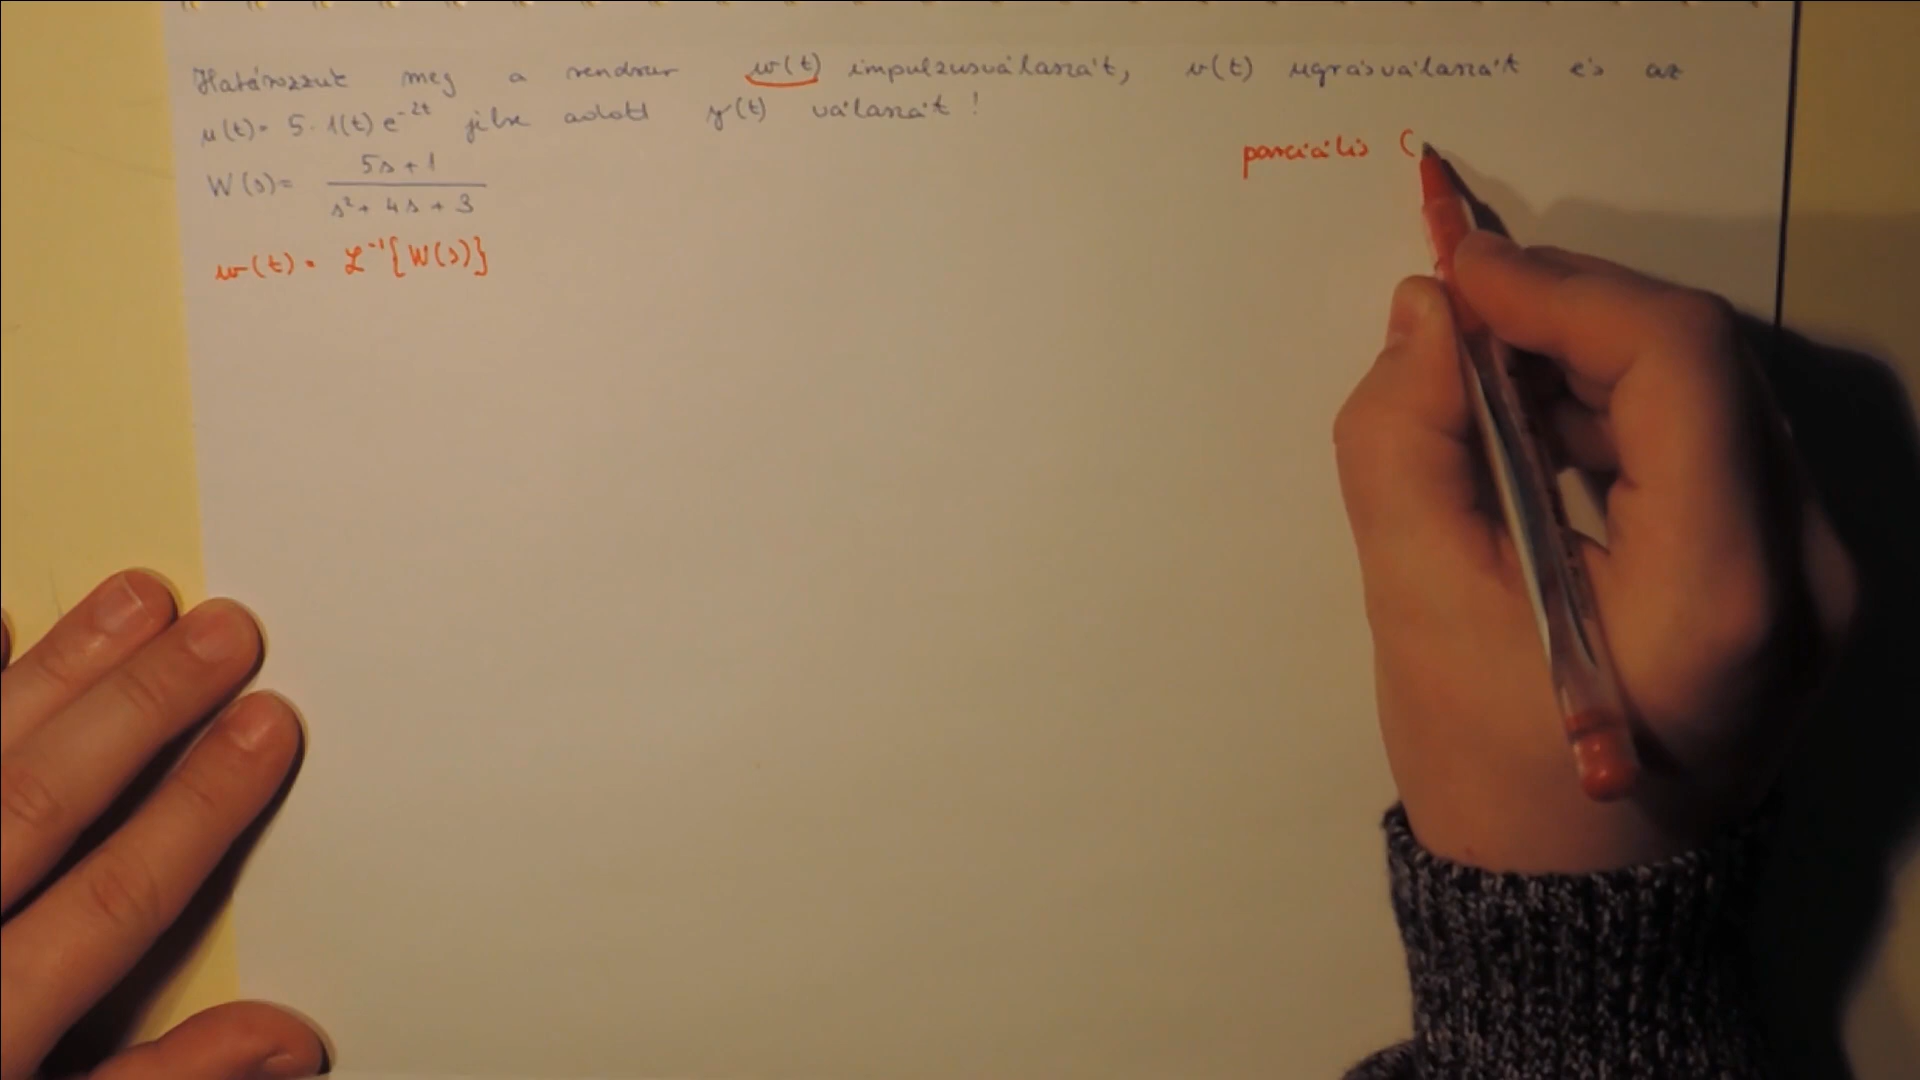 Határozzuk meg a rendszer w(t) impulzusválaszát, v(t) ugrásválaszát és az
u(t)= 5·1(t)e^-2t jelre adott y(t) válaszát!
parciális (
W(s)= (5s+1)/(s²+4s+3)
w(t)= ℒ^-1{W(s)}